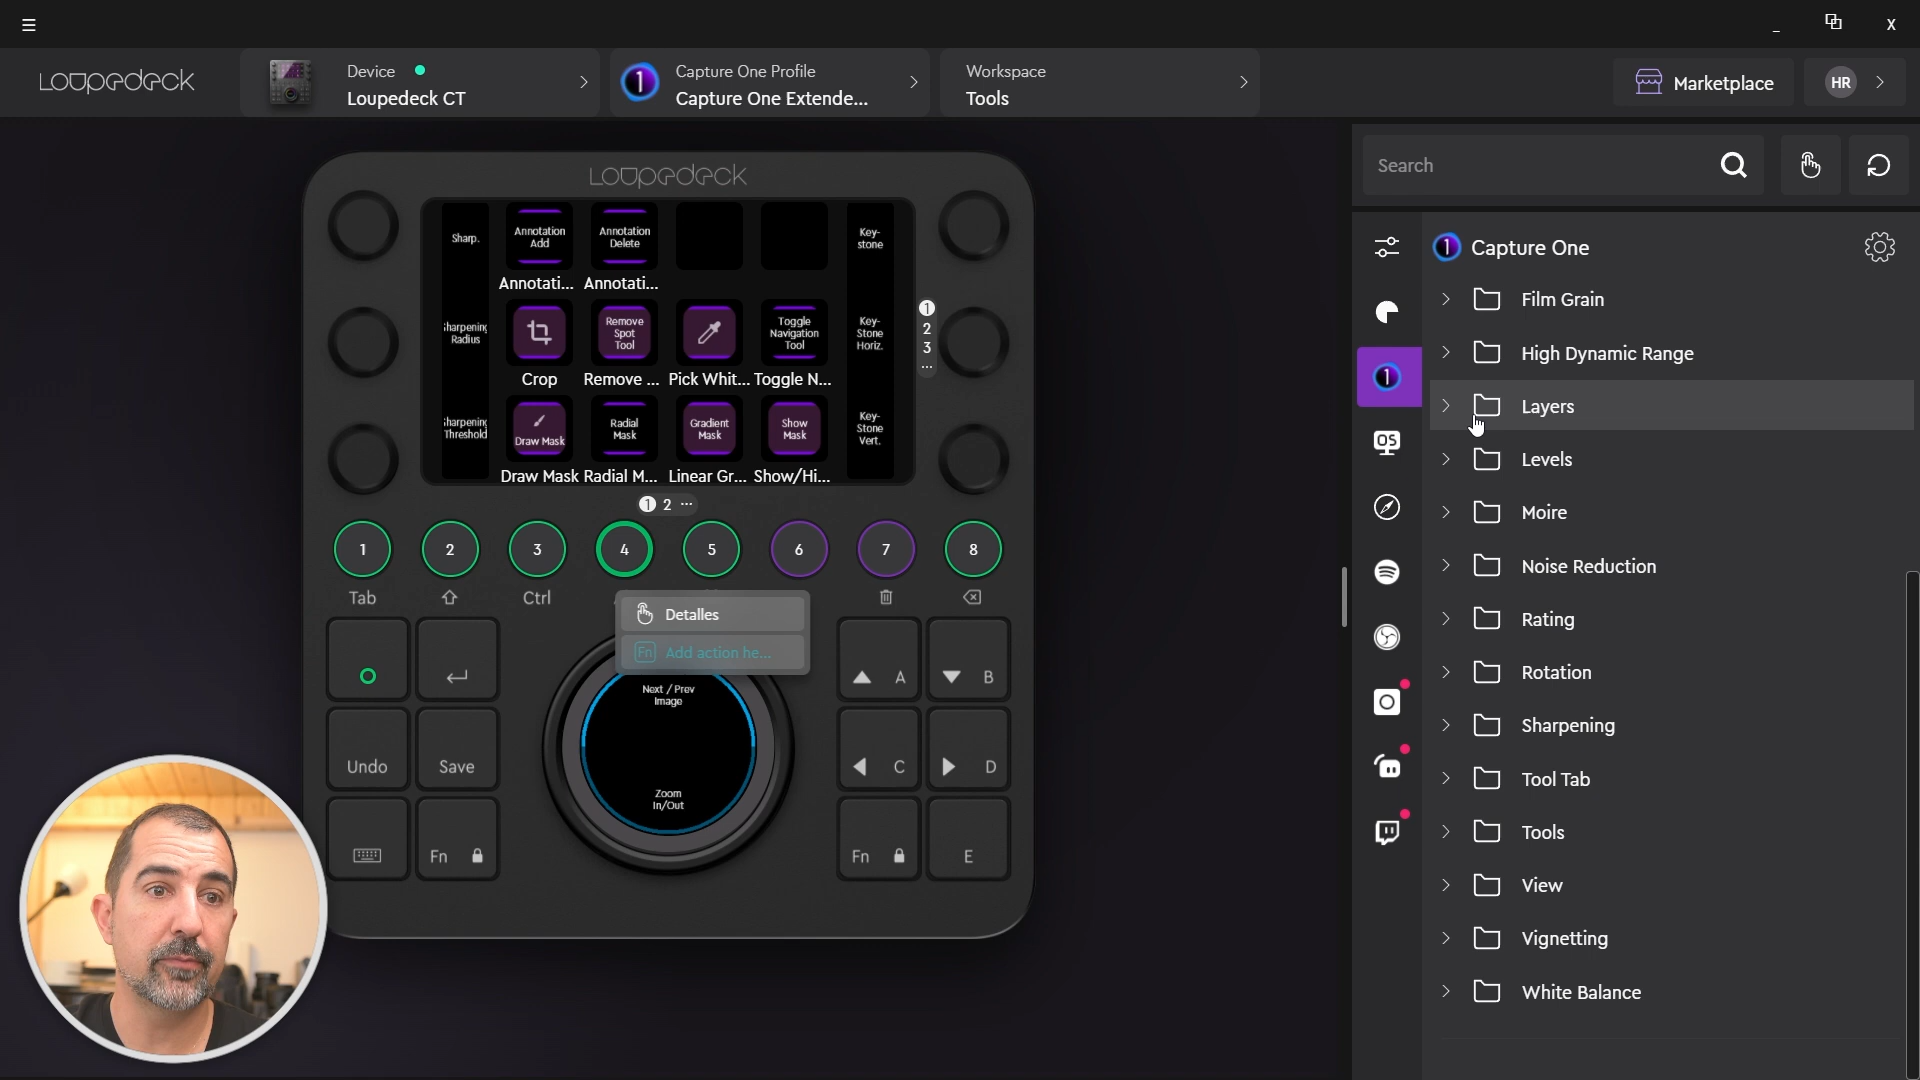 Loupedeck
Device
Loupedeck CT
1
Capture One Profile
Capture One Extende...
Workspace
Tools
Marketplace
HR
Search
Loupedeck
Sharp.
Annotation
Add
Annotation
Delete
Key-
stone
Annotati...
Annotati...
Sharpening
Radius
Remove
Spot
Tool
Toggle
Navigation
Tool
Key-
Stone
Horiz.
1
2
3
...
Crop
Remove ...
Pick Whit...
Toggle N...
Sharpening
Threshold
Draw Mask
Radial
Mask
Gradient
Mask
Show
Mask
Key-
Stone
Vert.
Draw Mask
Radial M...
Linear Gr...
Show/Hi...
1 2 ...
1 2 3 4 5 6 7 8
Tab
Ctrl
Detalles
Fn Add action he...
Next / Prev
Image
Zoom
In/Out
Undo
Save
Fn
A
B
C
D
Fn
E
1 Capture One
Film Grain
High Dynamic Range
1
Layers
OS
Levels
Moire
Noise Reduction
Rating
Rotation
Sharpening
Tool Tab
Tools
View
Vignetting
White Balance